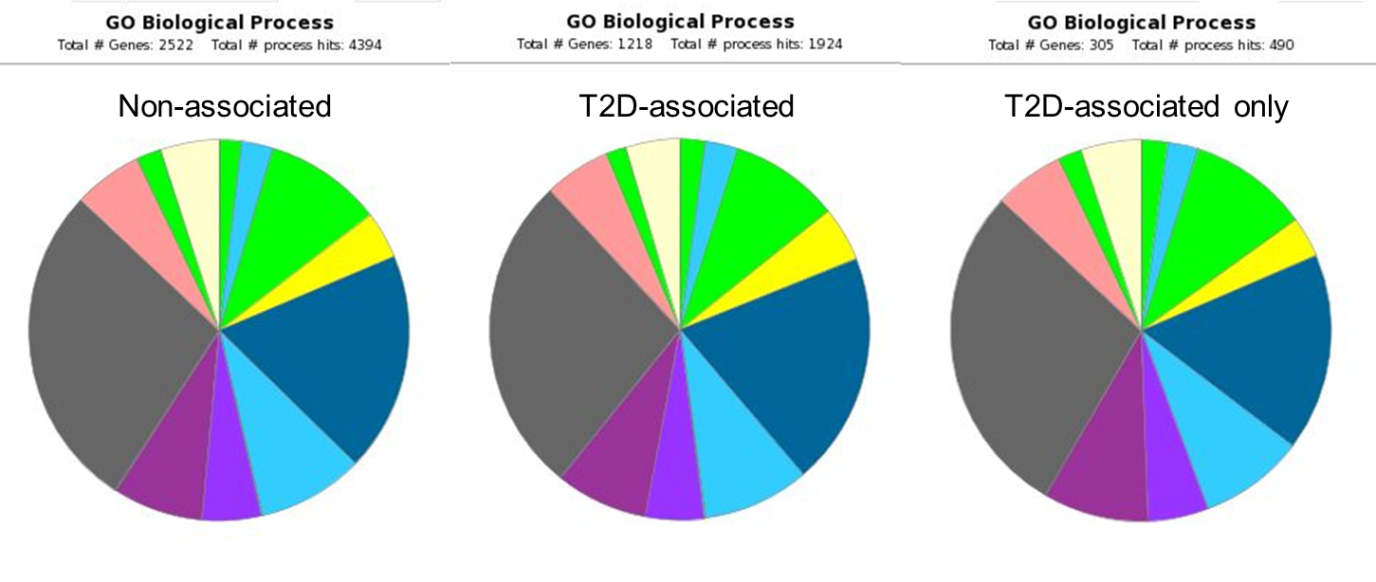 GO Biological Process
Total # Genes: 2522 Total # process hits: 4394
Non-associated
GO Biological Process
Total # Genes: 1218 Total # process hits: 1924
T2D-associated
GO Biological Process
Total # Genes: 305 Total # process hits: 490
T2D-associated only